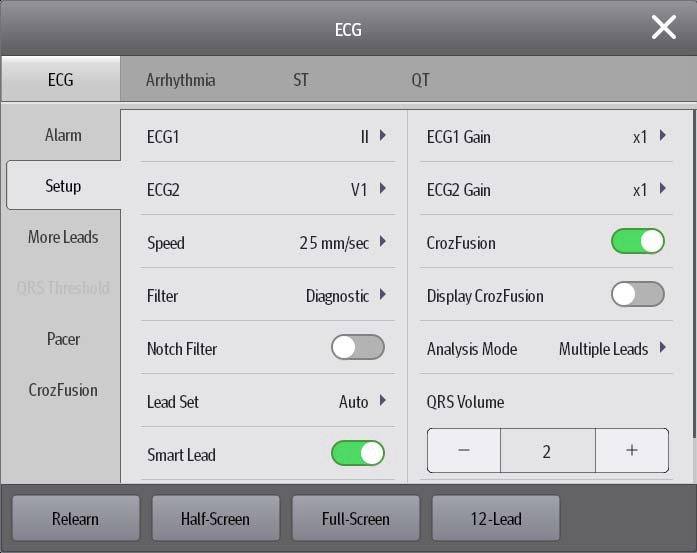 ECG
ECG Arrhythmia ST QT
Alarm
Setup
More Leads
QRS Threshold
Pacer
CrozFusion
ECG1 II
ECG2 V1
Speed 25 mm/sec
Filter Diagnostic
Notch Filter
Lead Set Auto
Smart Lead
ECG1 Gain x1
ECG2 Gain x1
CrozFusion
Display CrozFusion
Analysis Mode Multiple Leads
QRS Volume
− 2 +
Relearn Half-Screen Full-Screen 12-Lead